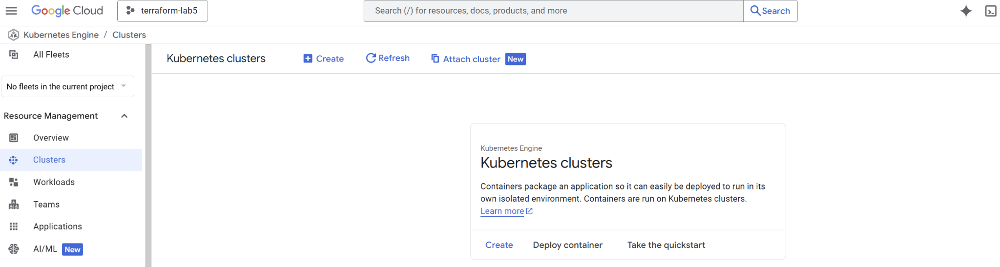 Google Cloud
terraform-lab5
Search (/) for resources, docs, products, and more
Search
Kubernetes Engine / Clusters
All Fleets
No fleets in the current project
Resource Management
Overview
Clusters
Workloads
Teams
Applications
AI/ML New
Kubernetes clusters
Create
Refresh
Attach cluster New
Kubernetes Engine
Kubernetes clusters
Containers package an application so it can easily be deployed to run in its
own isolated environment. Containers are run on Kubernetes clusters.
Learn more
Create
Deploy container
Take the quickstart